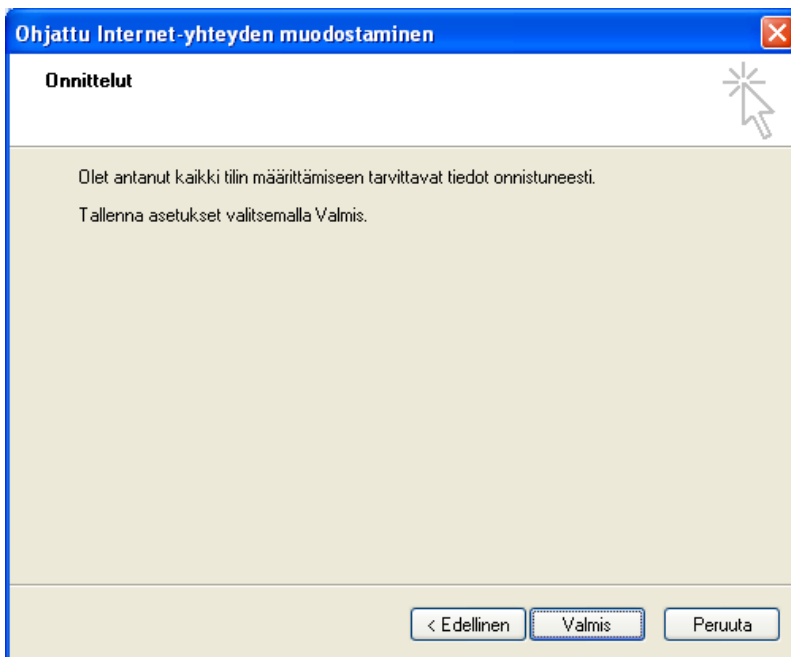 Ohjattu Internet-yhteyden muodostaminen
Onnittelut
Olet antanut kaikki tilin määrittämiseen tarvittavat tiedot onnistuneesti.
Tallenna asetukset valitsemalla Valmis.
< Edellinen Valmis Peruuta